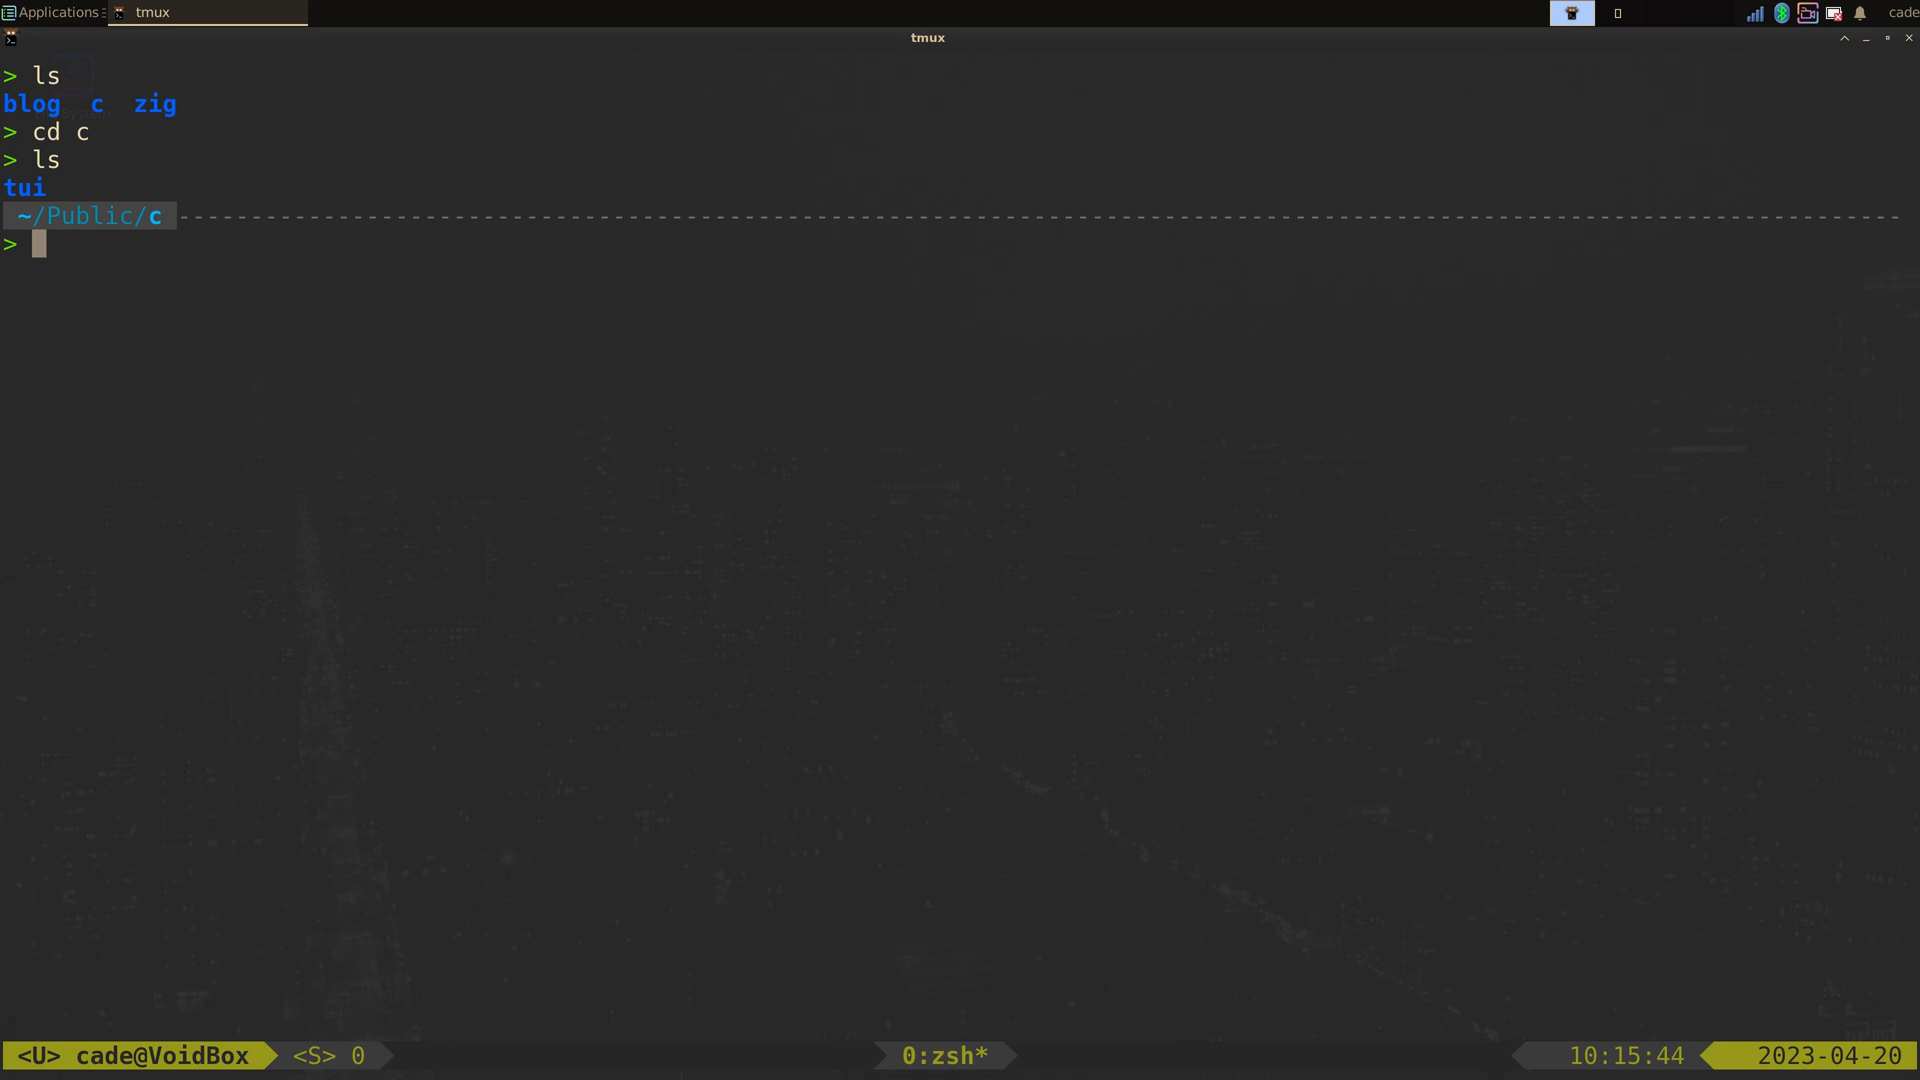 Applications
tmux
cade
tmux
> ls
blog c zig
> cd c
> ls
tui
~/Public/c
>
<U> cade@VoidBox <S> 0 0:zsh* 10:15:44 2023-04-20